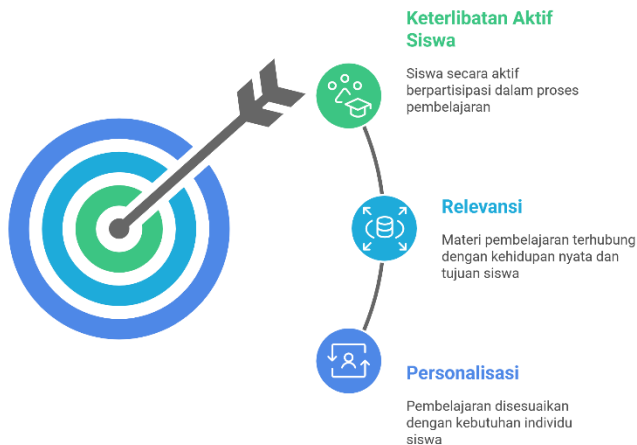 Keterlibatan Aktif
Siswa
Siswa secara aktif
berpartisipasi dalam proses
pembelajaran
Relevansi
Materi pembelajaran terhubung
dengan kehidupan nyata dan
tujuan siswa
Personalisasi
Pembelajaran disesuaikan
dengan kebutuhan individu
siswa